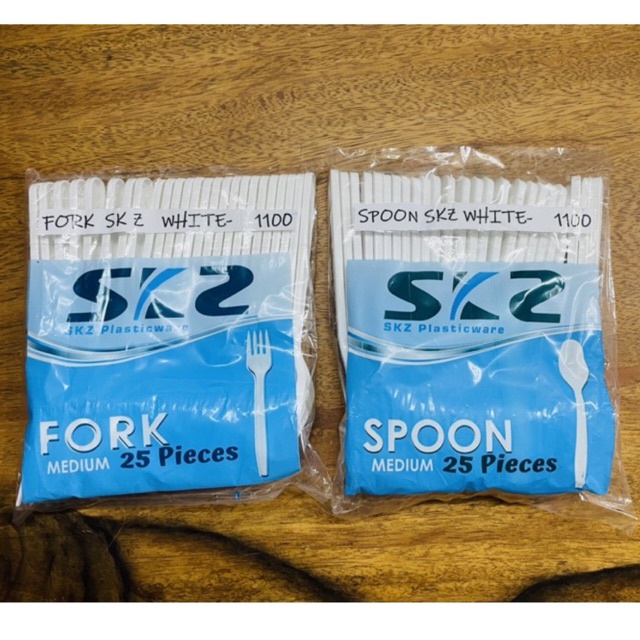 FORK SKZ WHITE- 1100
SKZ
SKZ Plasticware
FORK
MEDIUM 25 Pieces
SPOON SKZ WHITE- 1100
SKZ
SKZ Plasticware
SPOON
MEDIUM 25 Pieces